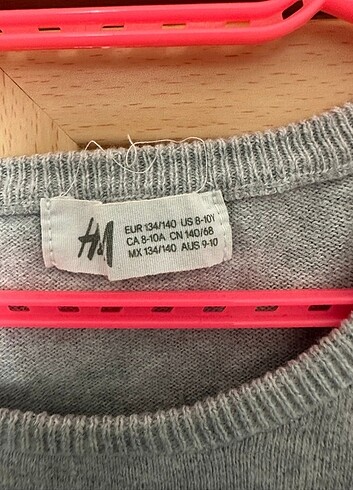 H&M
EUR 134/140 US 8-10Y
CA 8-10A CN 140/68
MX 134/140 AUS 9-10